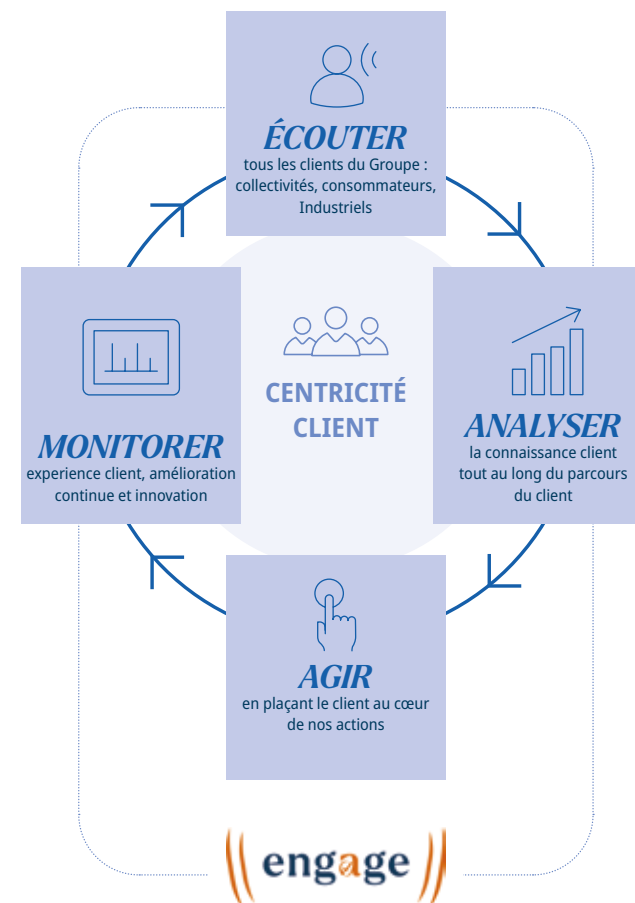 ÉCOUTER
tous les clients du Groupe :
collectivités, consommateurs,
Industriels
CENTRICITÉ
CLIENT
ANALYSER
la connaissance client
tout au long du parcours
du client
AGIR
en plaçant le client au cœur
de nos actions
MONITORER
experience client, amélioration
continue et innovation
engage